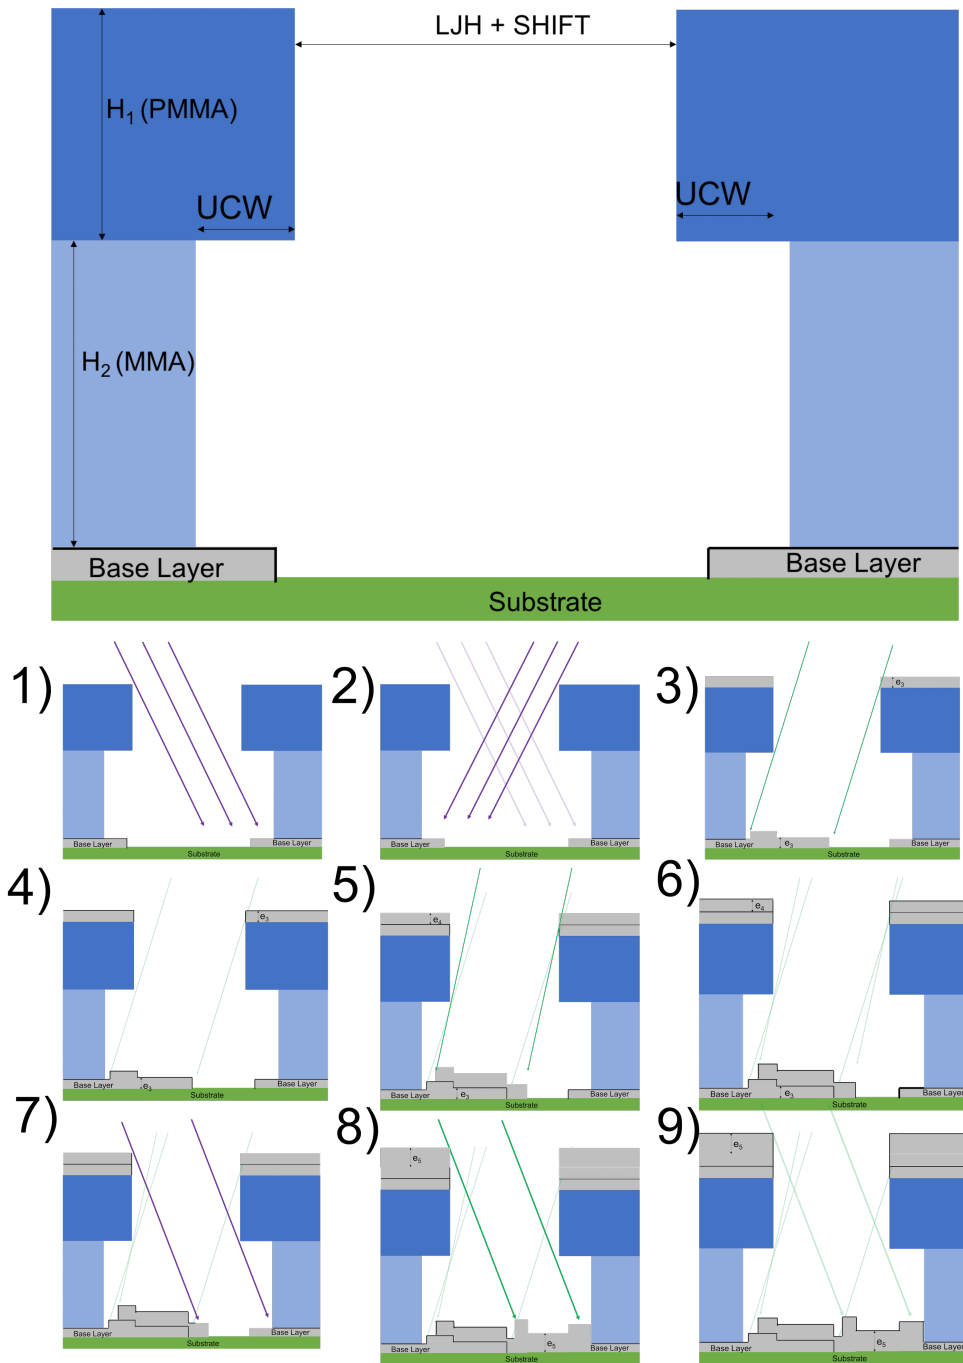 LJH + SHIFT
H₁ (PMMA)
UCW
UCW
H₂ (MMA)
Base Layer
Base Layer
Substrate
1)
Base Layer
Base Layer
Substrate
2)
Base Layer
Base Layer
Substrate
3)
e₃
Base Layer
e₃
Base Layer
Substrate
4)
e₃
Base Layer
e₃
Base Layer
Substrate
5)
e₄
Base Layer
e₃
Base Layer
Substrate
6)
e₄
Base Layer
e₃
Base Layer
Substrate
7)
Base Layer
Base Layer
Substrate
8)
e₅
Base Layer
e₅
Base Layer
Substrate
9)
e₅
Base Layer
e₅
Base Layer
Substrate